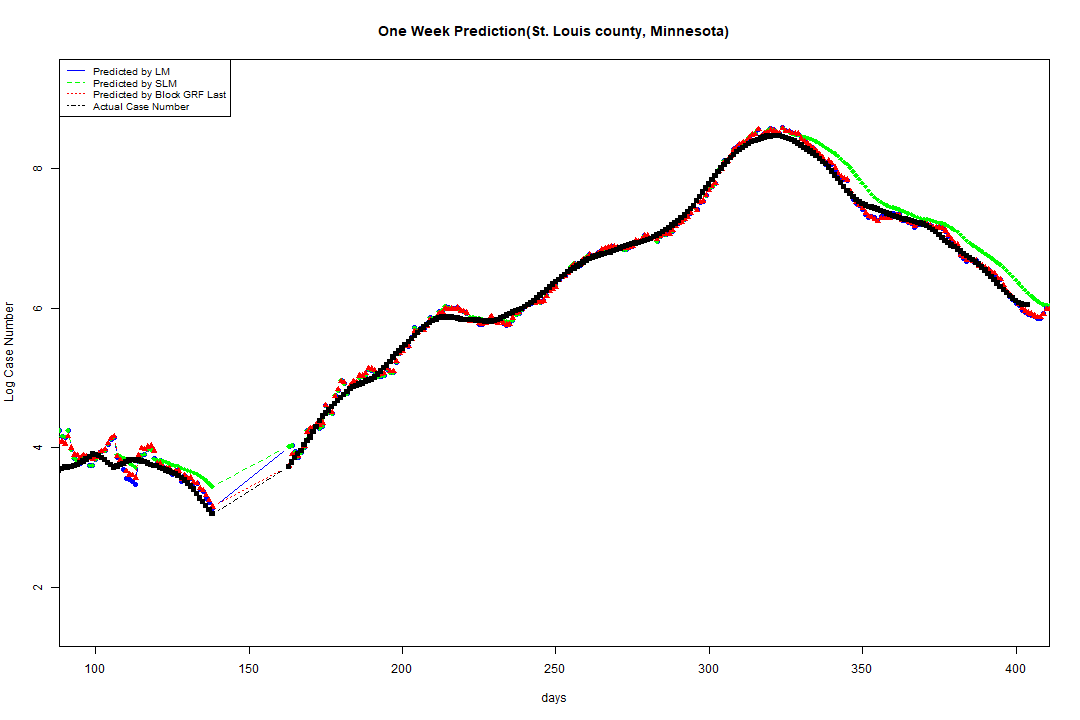 One Week Prediction(St. Louis county, Minnesota)
Predicted by LM
Predicted by SLM
Predicted by Block GRF Last
Actual Case Number
Log Case Number
8
6
4
2
100 150 200 250 300 350 400
days